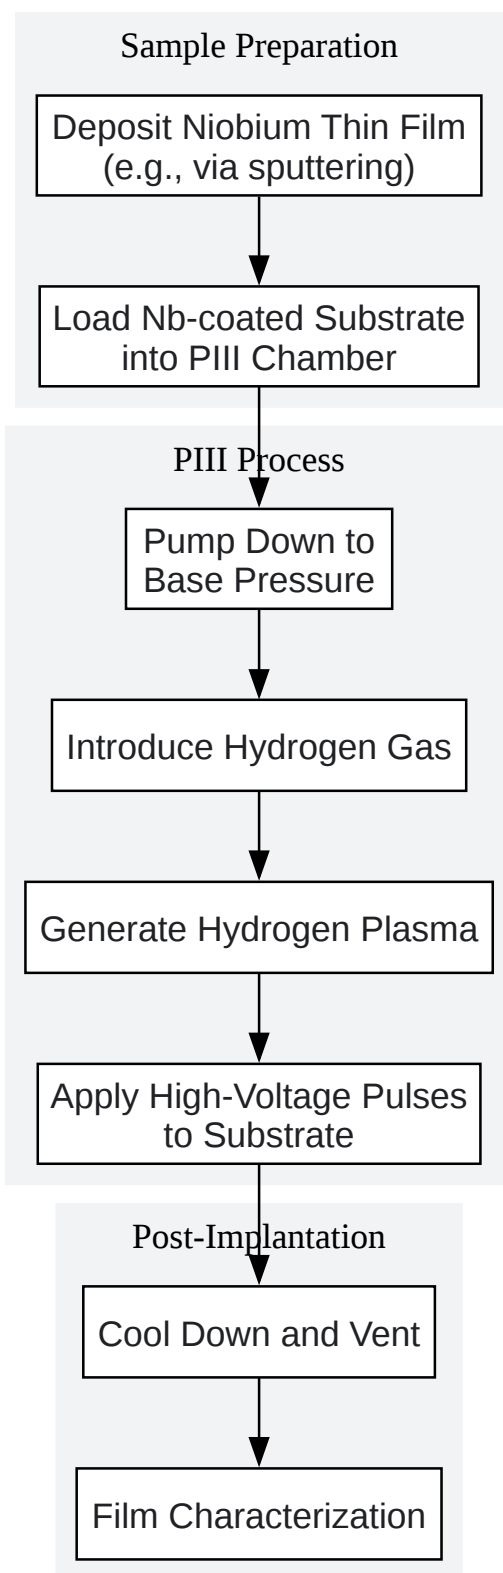 Sample Preparation
Deposit Niobium Thin Film
(e.g., via sputtering)
Load Nb-coated Substrate
into PIII Chamber
PIII Process
Pump Down to
Base Pressure
Introduce Hydrogen Gas
Generate Hydrogen Plasma
Apply High-Voltage Pulses
to Substrate
Post-Implantation
Cool Down and Vent
Film Characterization